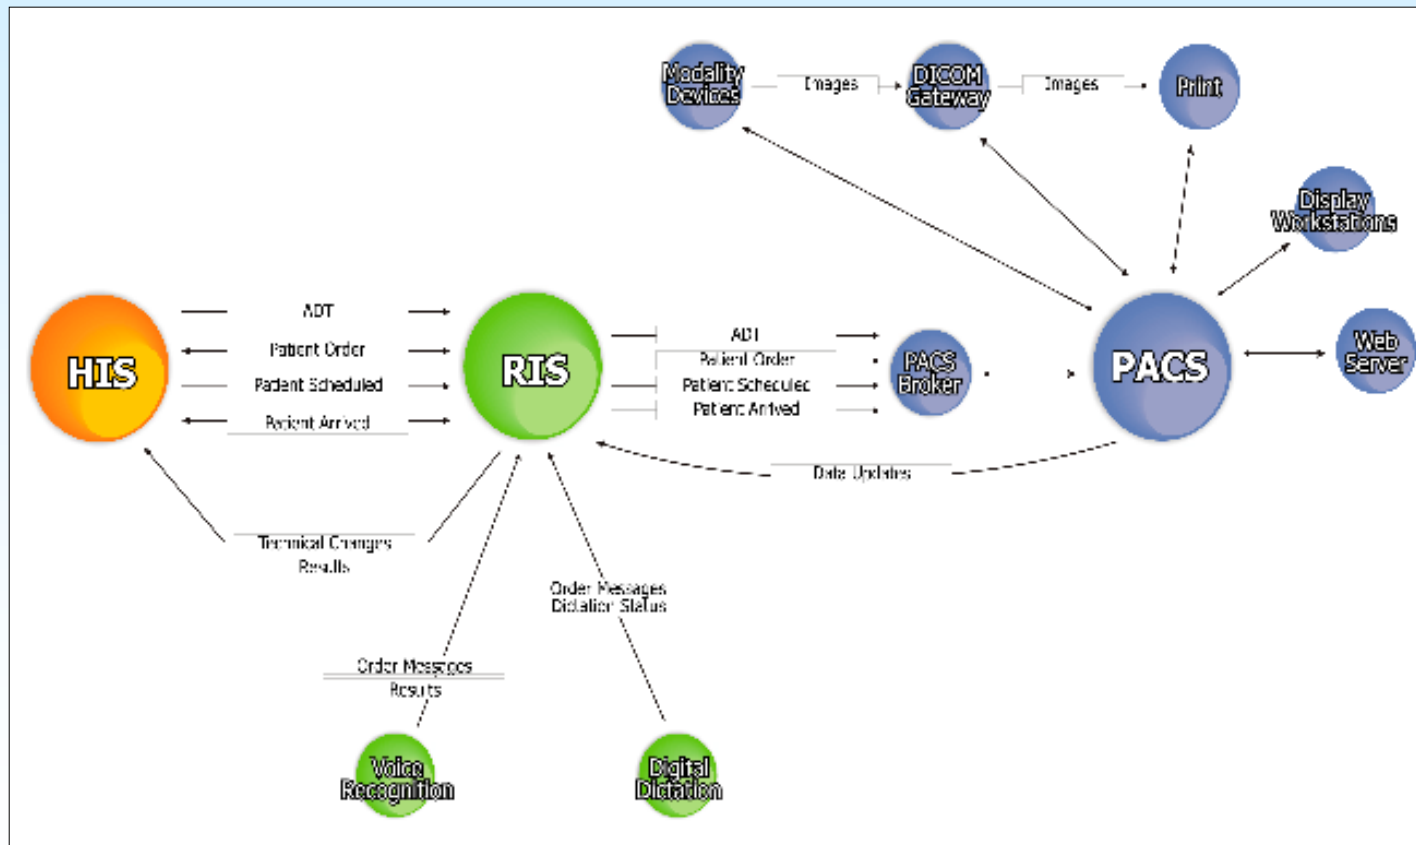 Modality
Devices
Images
DICOM
Gateway
Images
Print
Display
Workstations
HIS
ADT
Patient Order
Patient Scheduled
Patient Arrived
RIS
ADT
Patient Order
Patient Scheduled
Patient Arrived
PACS
Broker
PACS
Web
Server
Data Updates
Technical Changes
Results
Order Messages
Dictation Status
Order Messages
Results
Voice
Recognition
Digital
Dictation